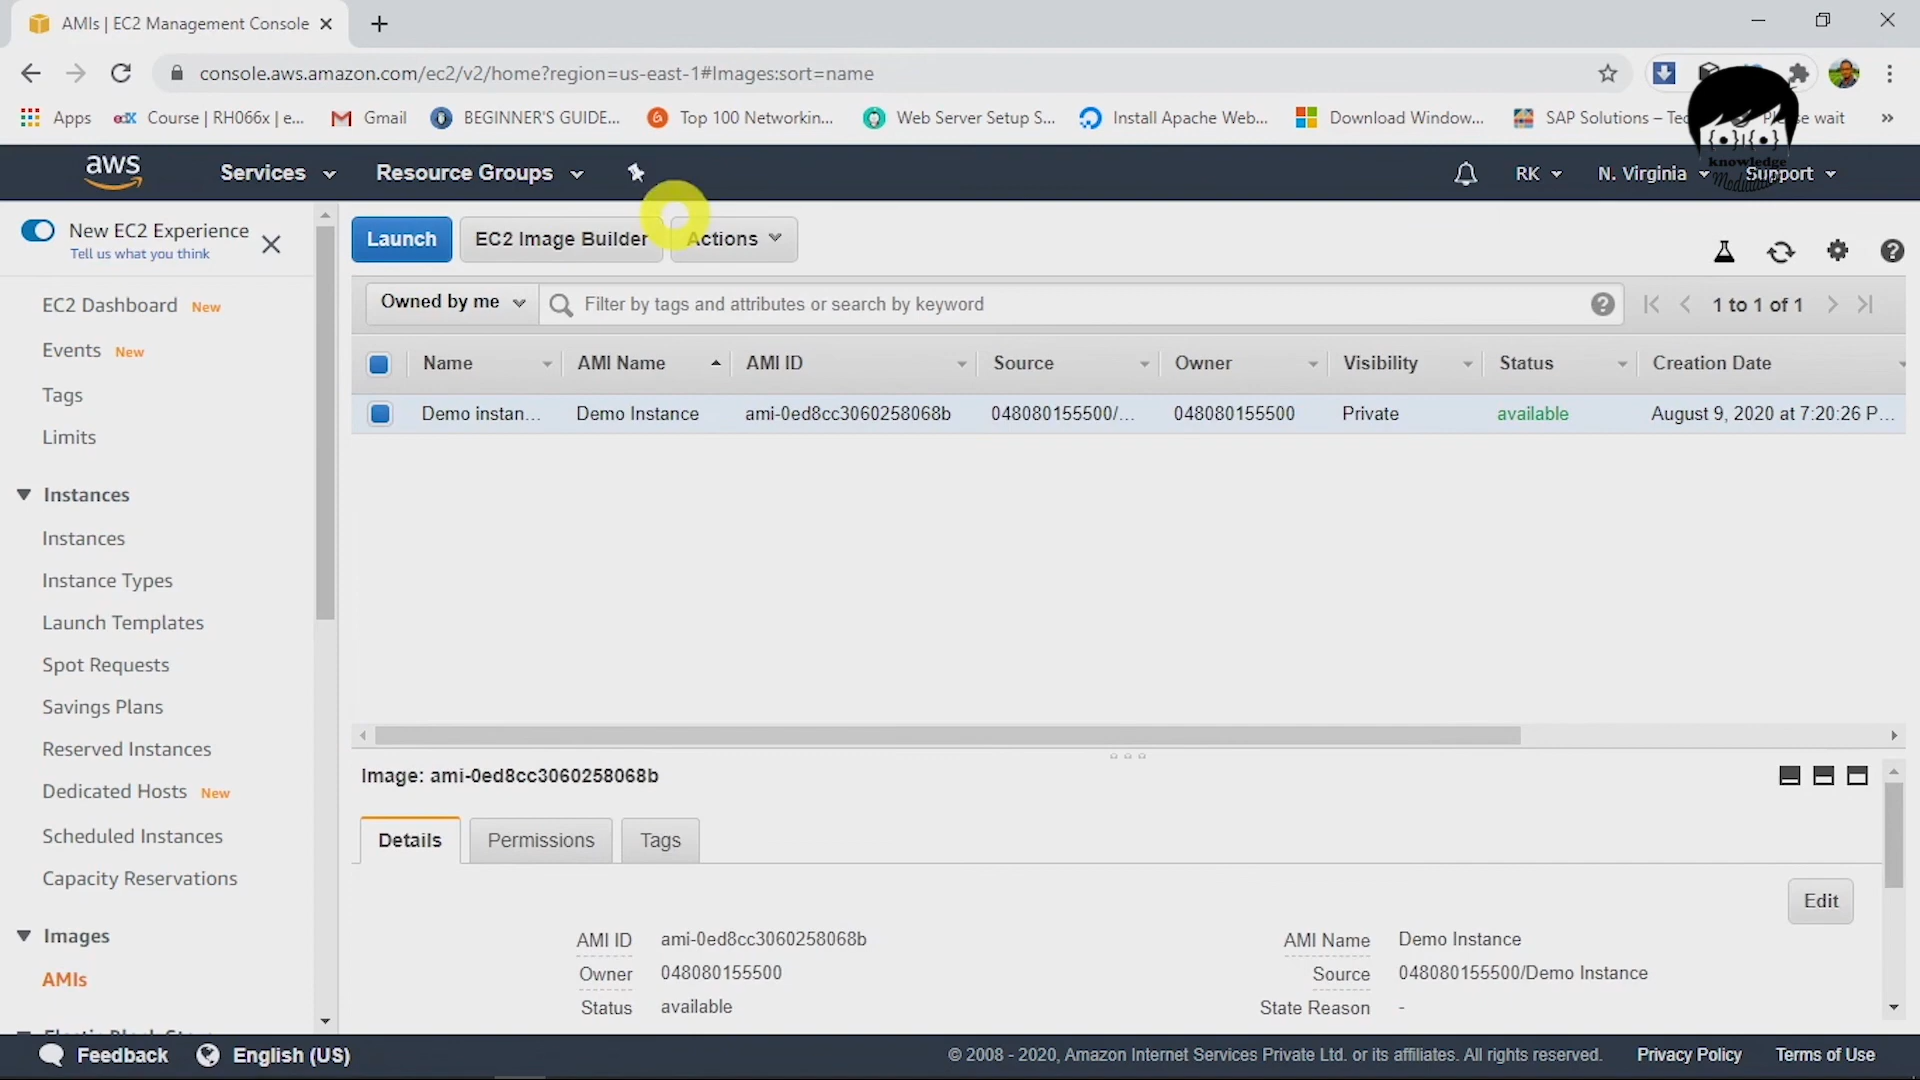 AMIs | EC2 Management Console
console.aws.amazon.com/ec2/v2/home?region=us-east-1#Images:sort=name
Apps
edX Course | RH066x | e...
Gmail
BEGINNER'S GUIDE...
Top 100 Networkin...
Web Server Setup S...
Install Apache Web...
Download Window...
SAP Solutions – Tec
wait
knowledge
aws
Services
Resource Groups
RK
N. Virginia
Support
New EC2 Experience
Tell us what you think
EC2 Dashboard New
Events New
Tags
Limits
Instances
Instances
Instance Types
Launch Templates
Spot Requests
Savings Plans
Reserved Instances
Dedicated Hosts New
Scheduled Instances
Capacity Reservations
Images
AMIs
Launch
EC2 Image Builder
Actions
Owned by me
Filter by tags and attributes or search by keyword
1 to 1 of 1
Name AMI Name AMI ID Source Owner Visibility Status Creation Date
Demo instan... Demo Instance ami-0ed8cc3060258068b 048080155500/... 048080155500 Private available August 9, 2020 at 7:20:26 P...
Image: ami-0ed8cc3060258068b
Details
Permissions
Tags
Edit
AMI ID ami-0ed8cc3060258068b
AMI Name Demo Instance
Owner 048080155500
Source 048080155500/Demo Instance
Status available
State Reason -
Feedback
English (US)
© 2008 - 2020, Amazon Internet Services Private Ltd. or its affiliates. All rights reserved.
Privacy Policy
Terms of Use